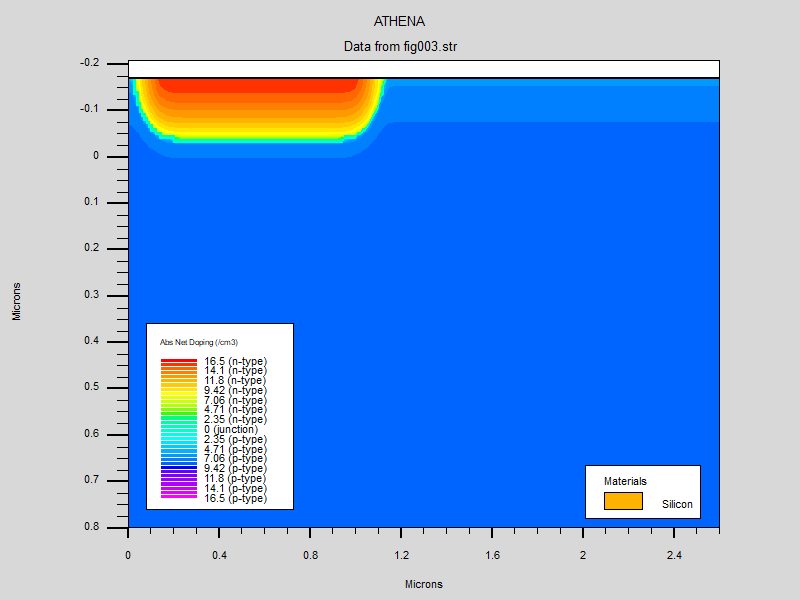 ATHENA
Data from fig003.str
-0.2
-0.1
0
0.1
0.2
0.3
0.4
0.5
0.6
0.7
0.8
Microns
Abs Net Doping (/cm3)
16.5 (n-type)
14.1 (n-type)
11.8 (n-type)
9.42 (n-type)
7.06 (n-type)
4.71 (n-type)
2.35 (n-type)
0 (junction)
2.35 (p-type)
4.71 (p-type)
7.06 (p-type)
9.42 (p-type)
11.8 (p-type)
14.1 (p-type)
16.5 (p-type)
Materials
Silicon
0 0.4 0.8 1.2 1.6 2 2.4
Microns